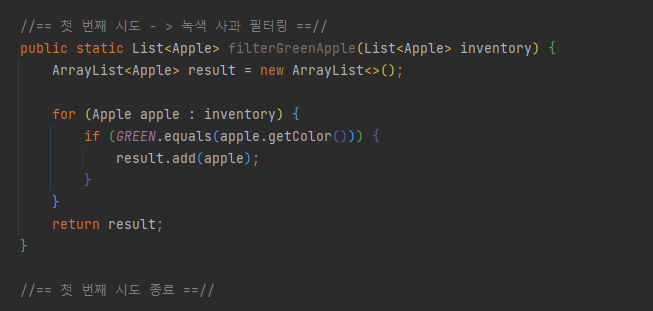 //== 첫 번째 시도 - > 녹색 사과 필터링 ==//
public static List<Apple> filterGreenApple(List<Apple> inventory) {
ArrayList<Apple> result = new ArrayList<>();
for (Apple apple : inventory) {
if (GREEN.equals(apple.getColor())) {
result.add(apple);
}
}
return result;
}
//== 첫 번째 시도 종료 ==//